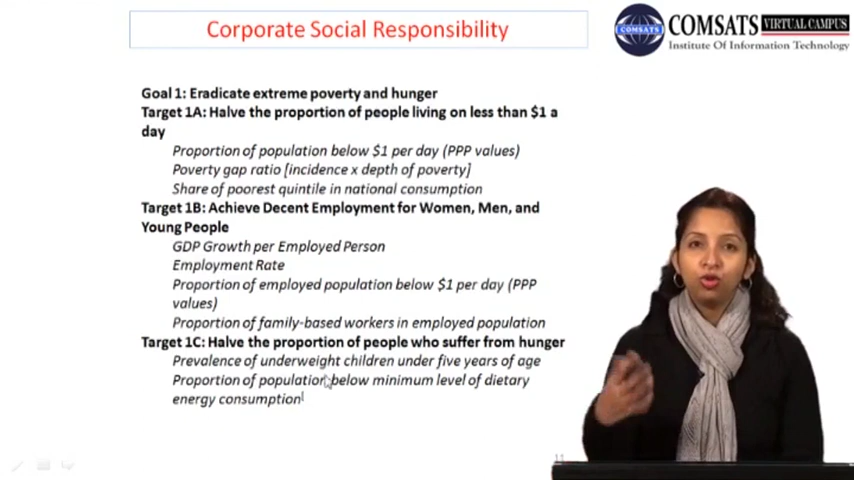 Corporate Social Responsibility
COMSATS VIRTUAL CAMPUS
COMSATS
Institute Of Information Technology
Goal 1: Eradicate extreme poverty and hunger
Target 1A: Halve the proportion of people living on less than $1 a
day
Proportion of population below $1 per day (PPP values)
Poverty gap ratio [incidence x depth of poverty]
Share of poorest quintile in national consumption
Target 1B: Achieve Decent Employment for Women, Men, and
Young People
GDP Growth per Employed Person
Employment Rate
Proportion of employed population below $1 per day (PPP
values)
Proportion of family-based workers in employed population
Target 1C: Halve the proportion of people who suffer from hunger
Prevalence of underweight children under five years of age
Proportion of population below minimum level of dietary
energy consumption
11